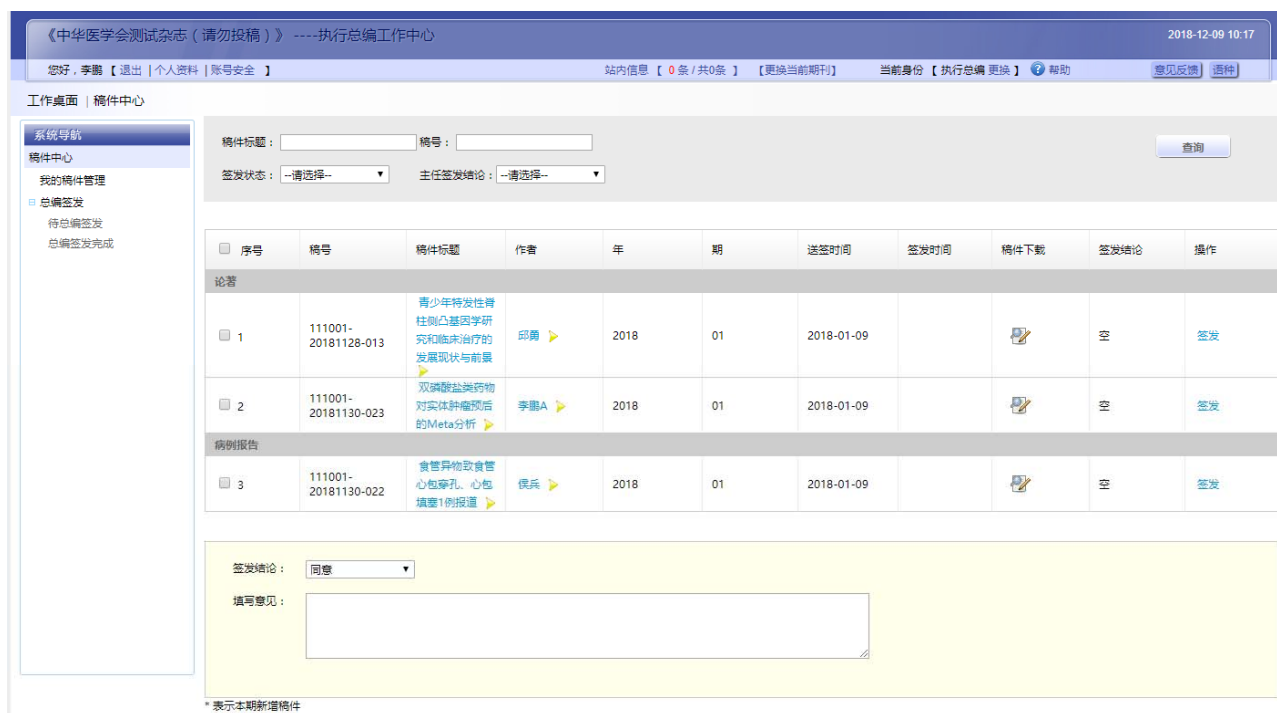 《中华医学会测试杂志（请勿投稿）》 ----执行总编工作中心
2018-12-09 10:17
您好，李鹏 【 退出 | 个人资料 | 账号安全 】
站内信息 【 0 条 / 共0条 】 【更换当前期刊】 当前身份 【 执行总编 更换 】 ? 帮助
意见反馈 语种
工作桌面 | 稿件中心
系统导航
稿件中心
我的稿件管理
总编签发
待总编签发
总编签发完成
稿件标题： 稿号： 查询
签发状态： --请选择-- 主任签发结论： --请选择--
序号 稿号 稿件标题 作者 年 期 送签时间 签发时间 稿件下载 签发结论 操作
论著
青少年特发性脊
柱侧凸基因学研
究和临床治疗的
发展现状与前景
1 111001- 邱勇 2018 01 2018-01-09 空 签发
20181128-013
双磷酸盐类药物
对实体肿瘤预后
的Meta分析
2 111001- 李鹏A 2018 01 2018-01-09 空 签发
20181130-023
病例报告
食管异物致食管
心包穿孔、心包
填塞1例报道
3 111001- 侯兵 2018 01 2018-01-09 空 签发
20181130-022
签发结论： 同意
填写意见：
* 表示本期新增稿件